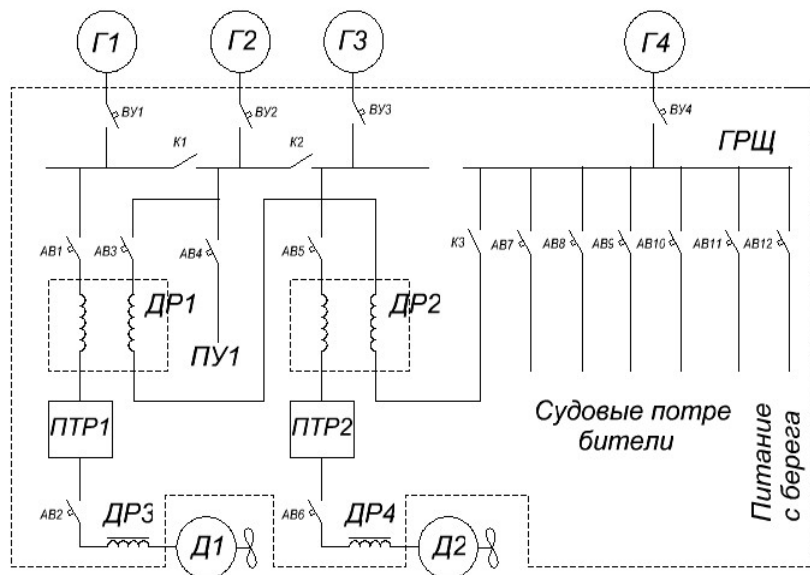 Г1
Г2
Г3
Г4
ВУ1
ВУ2
ВУ3
ВУ4
К1
К2
ГРЩ
АВ1
АВ3
АВ4
АВ5
К3
АВ7
АВ8
АВ9
АВ10
АВ11
АВ12
ДР1
ДР2
ПУ1
ПТР1
ПТР2
Судовые потре
бители
Питание
с берега
АВ2
ДР3
АВ6
ДР4
Д1
Д2